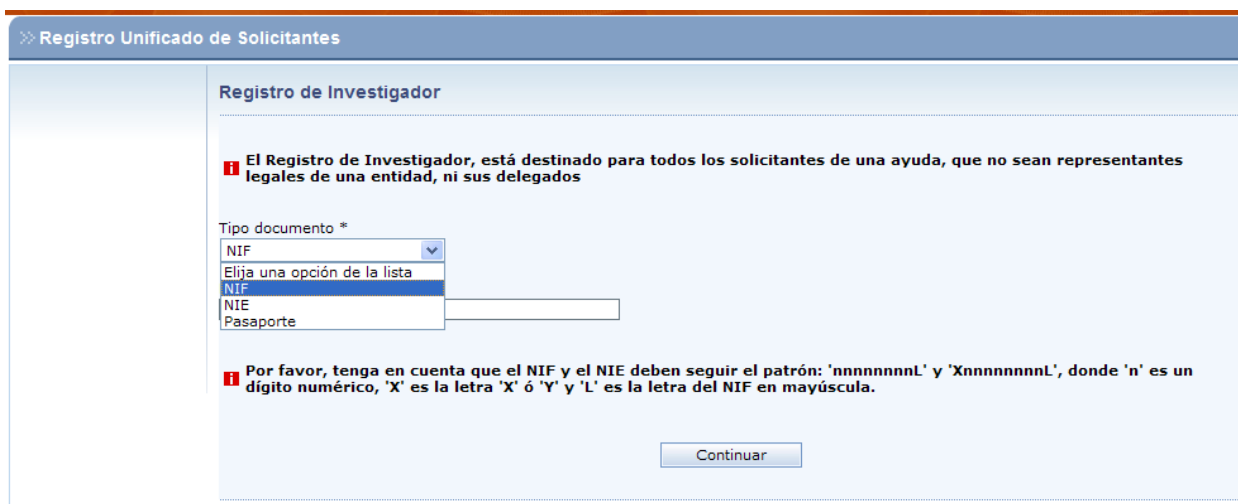 Registro Unificado de Solicitantes
Registro de Investigador
El Registro de Investigador, está destinado para todos los solicitantes de una ayuda, que no sean representantes
legales de una entidad, ni sus delegados
Tipo documento *
NIF
Elija una opción de la lista
NIF
NIE
Pasaporte
Por favor, tenga en cuenta que el NIF y el NIE deben seguir el patrón: 'nnnnnnnnL' y 'XnnnnnnnnL', donde 'n' es un
dígito numérico, 'X' es la letra 'X' ó 'Y' y 'L' es la letra del NIF en mayúscula.
Continuar